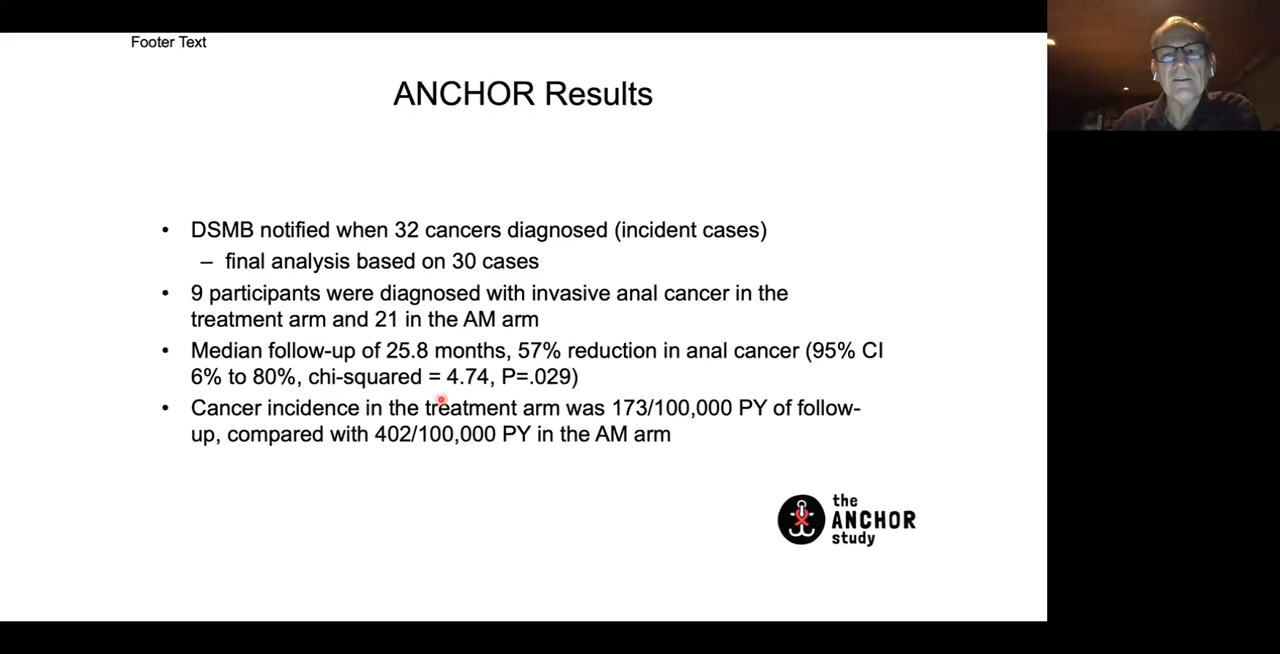 Footer Text
ANCHOR Results
• DSMB notified when 32 cancers diagnosed (incident cases)
– final analysis based on 30 cases
• 9 participants were diagnosed with invasive anal cancer in the
treatment arm and 21 in the AM arm
• Median follow-up of 25.8 months, 57% reduction in anal cancer (95% CI
6% to 80%, chi-squared = 4.74, P=.029)
• Cancer incidence in the treatment arm was 173/100,000 PY of follow-
up, compared with 402/100,000 PY in the AM arm
the
ANCHOR
study